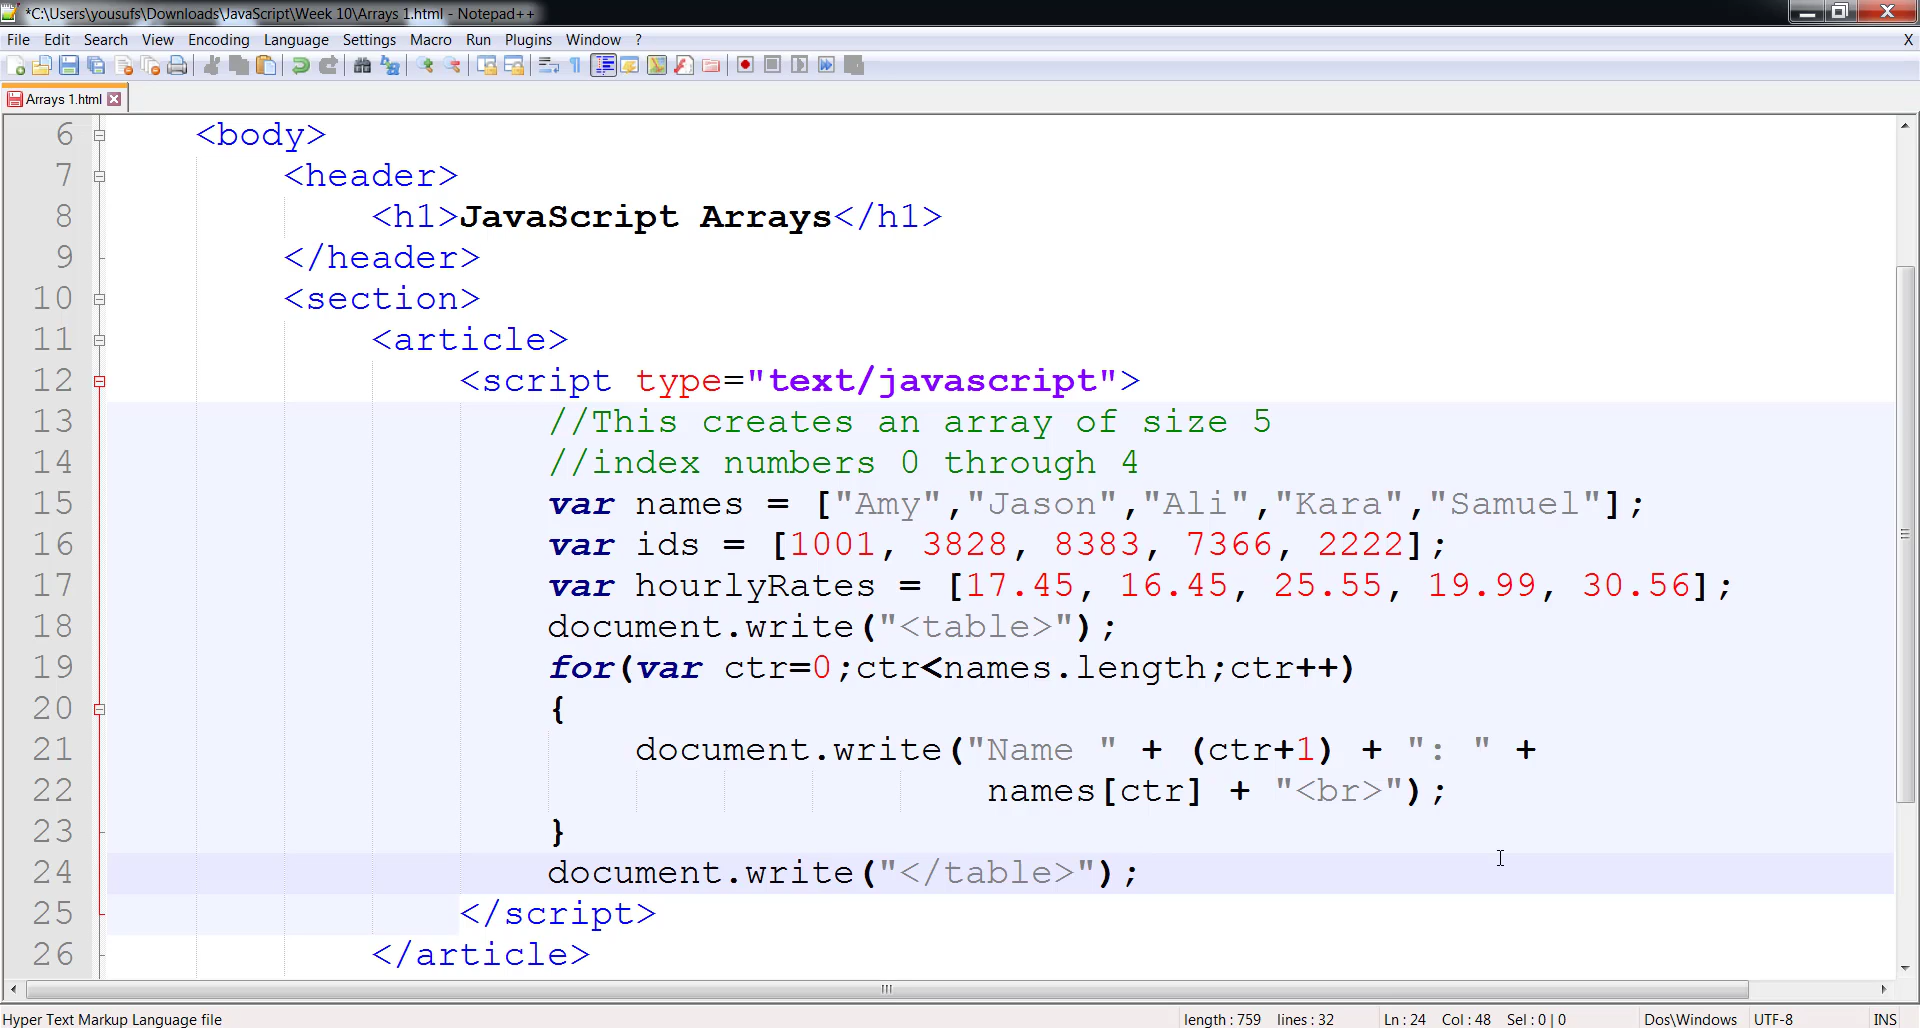 *C:\Users\yousufs\Downloads\JavaScript\Week 10\Arrays 1.html - Notepad++
File Edit Search View Encoding Language Settings Macro Run Plugins Window ? X
Arrays 1.html
6 <body>
7 <header>
8 <h1>JavaScript Arrays</h1>
9 </header>
10 <section>
11 <article>
12 <script type="text/javascript">
13 //This creates an array of size 5
14 //index numbers 0 through 4
15 var names = ["Amy","Jason","Ali","Kara","Samuel"];
16 var ids = [1001, 3828, 8383, 7366, 2222];
17 var hourlyRates = [17.45, 16.45, 25.55, 19.99, 30.56];
18 document.write("<table>");
19 for(var ctr=0;ctr<names.length;ctr++)
20 {
21 document.write("Name " + (ctr+1) + ": " +
22 names[ctr] + "<br>");
23 }
24 document.write("</table>");
25 </script>
26 </article>
Hyper Text Markup Language file length : 759 lines : 32 Ln : 24 Col : 48 Sel : 0 | 0 Dos\Windows UTF-8 INS